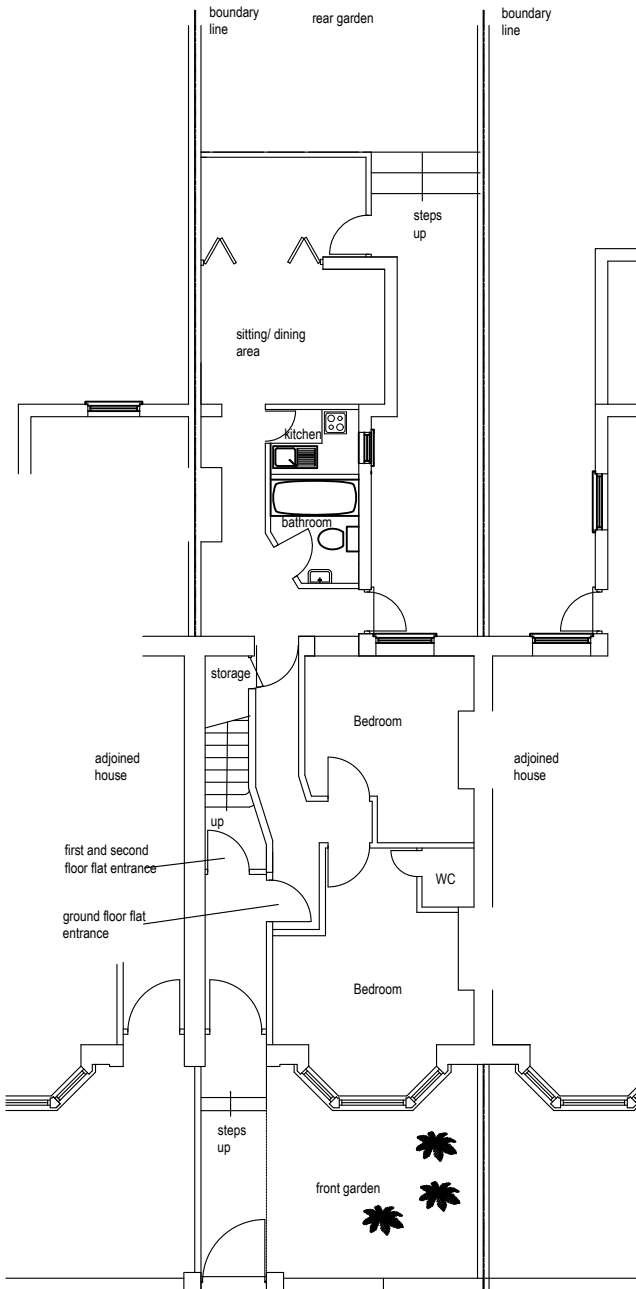 boundary
line
rear garden
boundary
line
steps
up
sitting/ dining
area
kitchen
bathroom
storage
Bedroom
adjoined
house
adjoined
house
up
first and second
floor flat entrance
WC
ground floor flat
entrance
Bedroom
steps
up
front garden